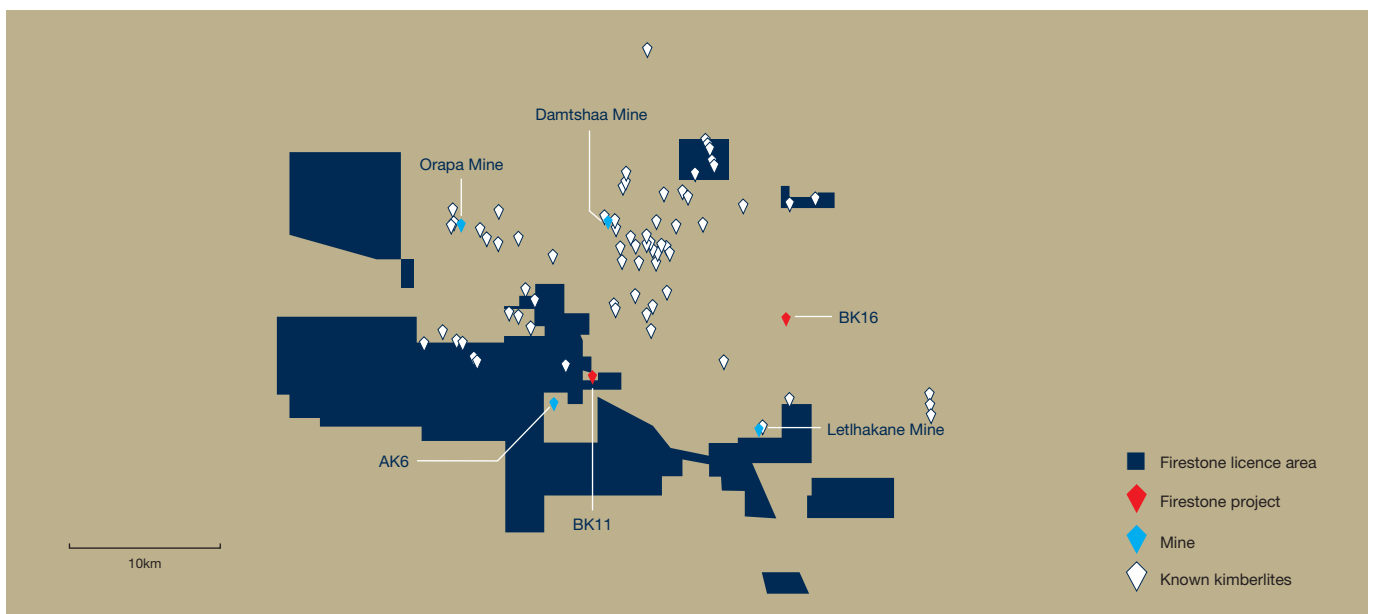 Damtshaa Mine
Orapa Mine
BK16
Letlhakane Mine
AK6
BK11
10km
Firestone licence area
Firestone project
Mine
Known kimberlites